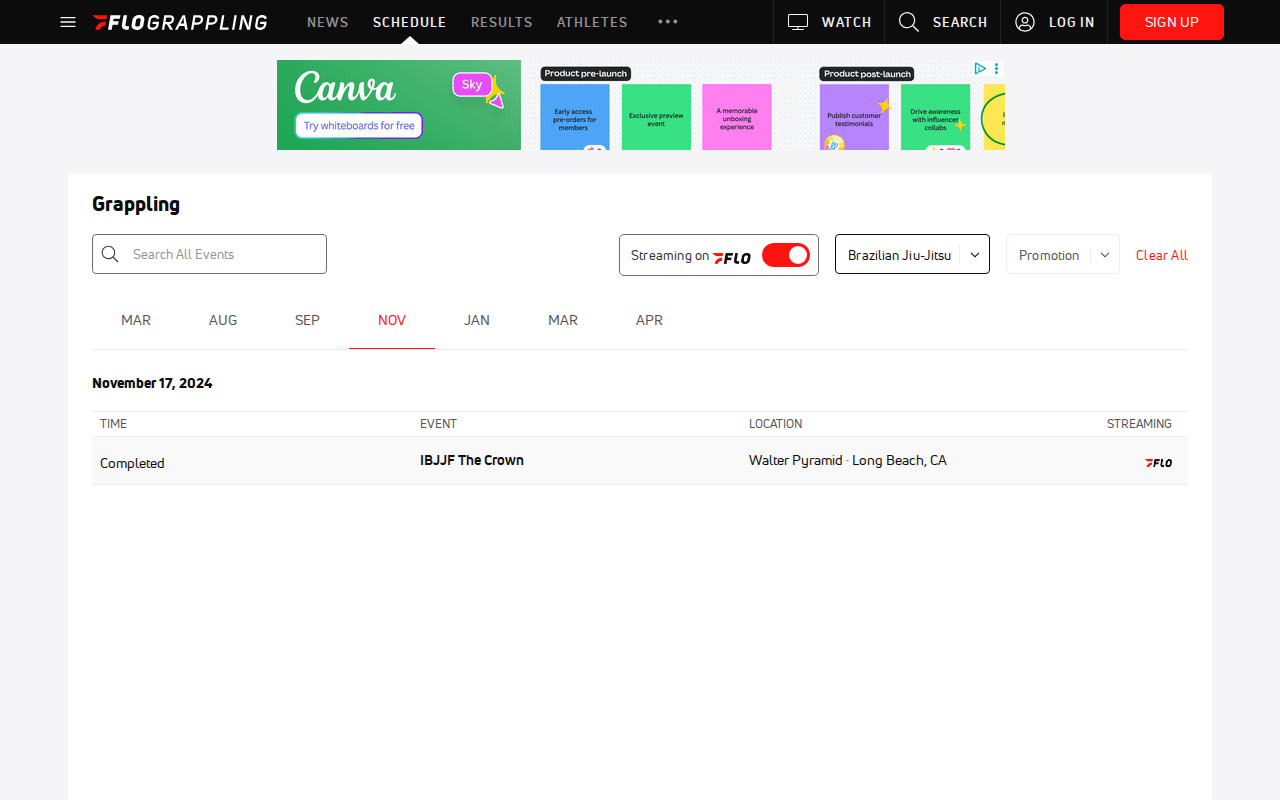 FLOGRAPPLING
NEWS
SCHEDULE
RESULTS
ATHLETES
WATCH
SEARCH
LOG IN
SIGN UP
Canva
Sky
Try whiteboards for free
Product pre-launch
Early access
pre-orders for
members
Exclusive preview
event
A memorable
unboxing
experience
Product post-launch
Publish customer
testimonials
Drive awareness
with influencer
collabs
Grappling
Search All Events
Streaming on FLO
Brazilian Jiu-Jitsu
Promotion
Clear All
MAR
AUG
SEP
NOV
JAN
MAR
APR
November 17, 2024
TIME
EVENT
LOCATION
STREAMING
Completed
IBJJF The Crown
Walter Pyramid · Long Beach, CA
FLO